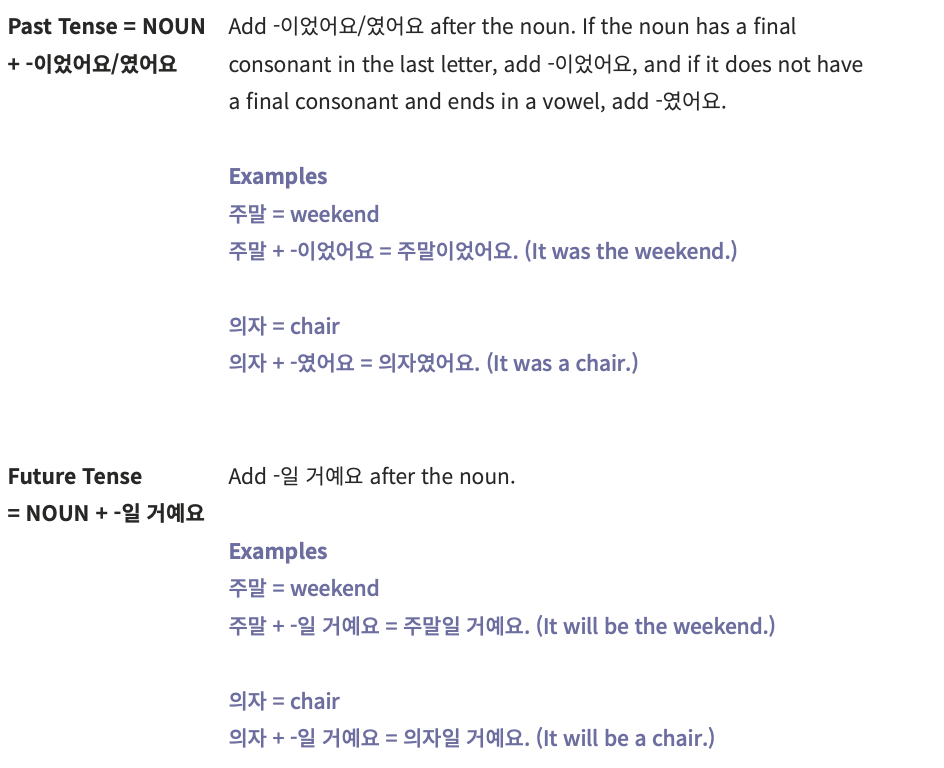 Past Tense = NOUN
+ -이었어요/였어요
Add -이었어요/였어요 after the noun. If the noun has a final
consonant in the last letter, add -이었어요, and if it does not have
a final consonant and ends in a vowel, add -였어요.
Examples
주말 = weekend
주말 + -이었어요 = 주말이었어요. (It was the weekend.)
의자 = chair
의자 + -였어요 = 의자였어요. (It was a chair.)
Future Tense
= NOUN + -일 거예요
Add -일 거예요 after the noun.
Examples
주말 = weekend
주말 + -일 거예요 = 주말일 거예요. (It will be the weekend.)
의자 = chair
의자 + -일 거예요 = 의자일 거예요. (It will be a chair.)